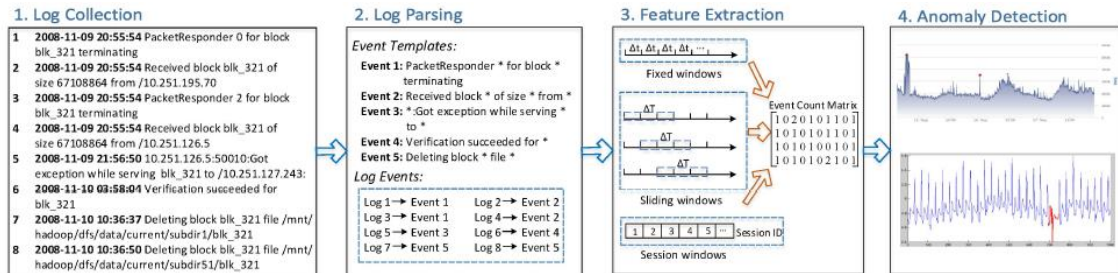 1. Log Collection
1 2008-11-09 20:55:54 PacketResponder 0 for block
blk_321 terminating
2 2008-11-09 20:55:54 Received block blk_321 of
size 67108864 from /10.251.195.70
3 2008-11-09 20:55:54 PacketResponder 2 for block
blk_321 terminating
4 2008-11-09 20:55:54 Received block blk_321 of
size 67108864 from /10.251.126.5
5 2008-11-09 21:56:50 10.251.126.5:50010:Got
exception while serving blk_321 to /10.251.127.243:
6 2008-11-10 03:58:04 Verification succeeded for
blk_321
7 2008-11-10 10:36:37 Deleting block blk_321 file /mnt/
hadoop/dfs/data/current/subdir1/blk_321
8 2008-11-10 10:36:50 Deleting block blk_321 file /mnt/
hadoop/dfs/data/current/subdir51/blk_321
2. Log Parsing
Event Templates:
Event 1: PacketResponder * for block *
terminating
Event 2: Received block * of size * from *
Event 3: *:Got exception while serving *
to *
Event 4: Verification succeeded for *
Event 5: Deleting block * file *
Log Events:
Log 1→ Event 1 Log 2→ Event 2
Log 3→ Event 1 Log 4→ Event 2
Log 5→ Event 3 Log 6→ Event 4
Log 7→ Event 5 Log 8→ Event 5
3. Feature Extraction
Δt Δt Δt Δt ...
Fixed windows
ΔT
ΔT
ΔT
Sliding windows
1 2 3 4 5 ... Session ID
Session windows
Event Count Matrix
1 0 2 0 1 0 1 1 0 1
0 0 1 0 1 0 0 1 0 1
1 1 0 1 0 0 1 0 1 0
1 0 1 0 1 0 2 1 0 1
4. Anomaly Detection